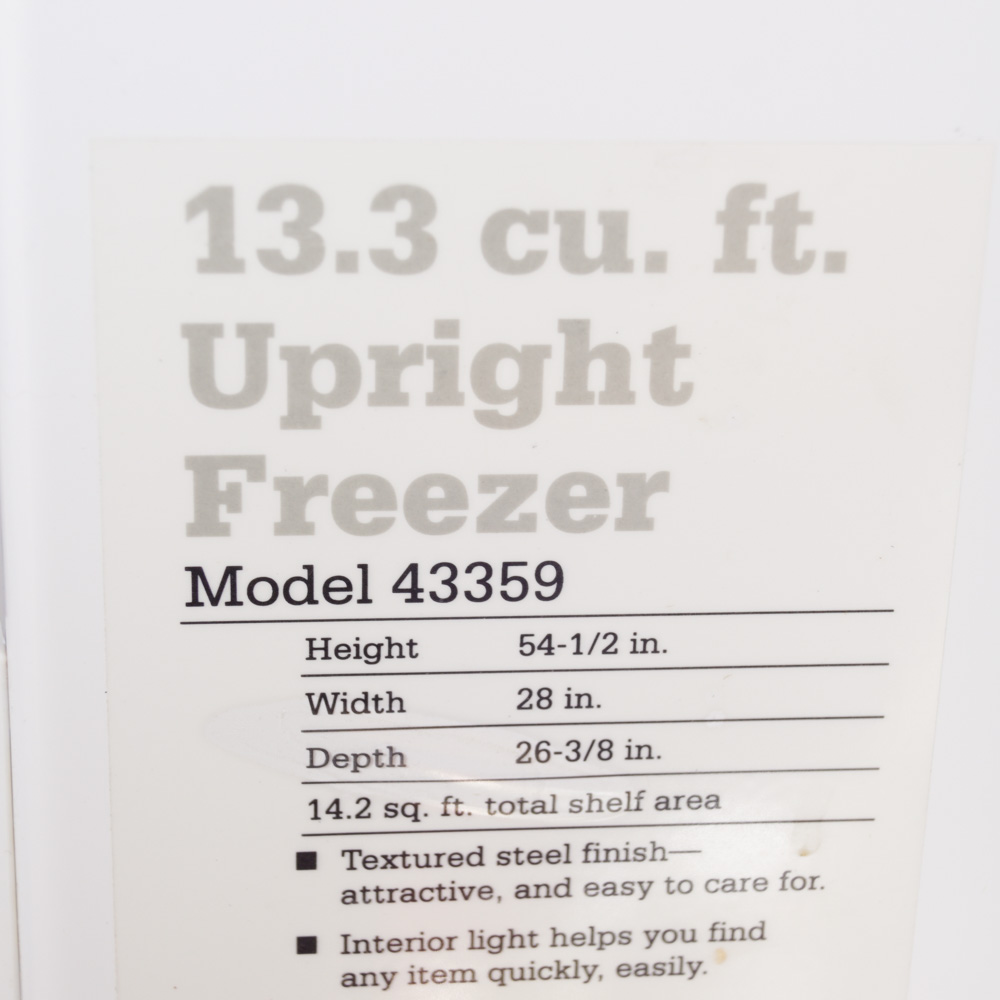 13.3 cu. ft.
Upright
Freezer
Model 43359
Height 54-1/2 in.
Width 28 in.
Depth 26-3/8 in.
14.2 sq. ft. total shelf area
■ Textured steel finish—
attractive, and easy to care for.
■ Interior light helps you find
any item quickly, easily.